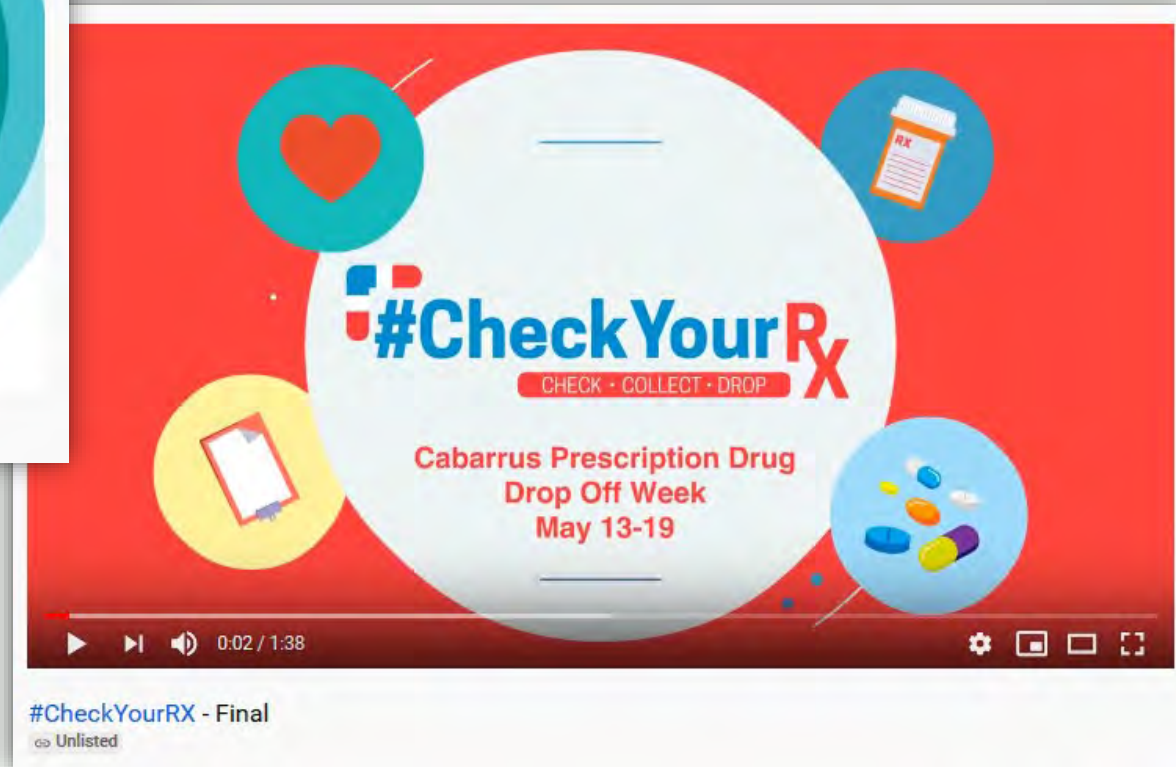 RX
#CheckYourRx
CHECK • COLLECT • DROP
Cabarrus Prescription Drug
Drop Off Week
May 13-19
0:02 / 1:38
#CheckYourRX - Final
Unlisted